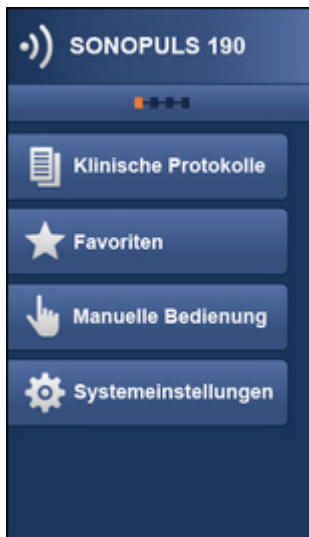 SONOPULS 190
Klinische Protokolle
Favoriten
Manuelle Bedienung
Systemeinstellungen